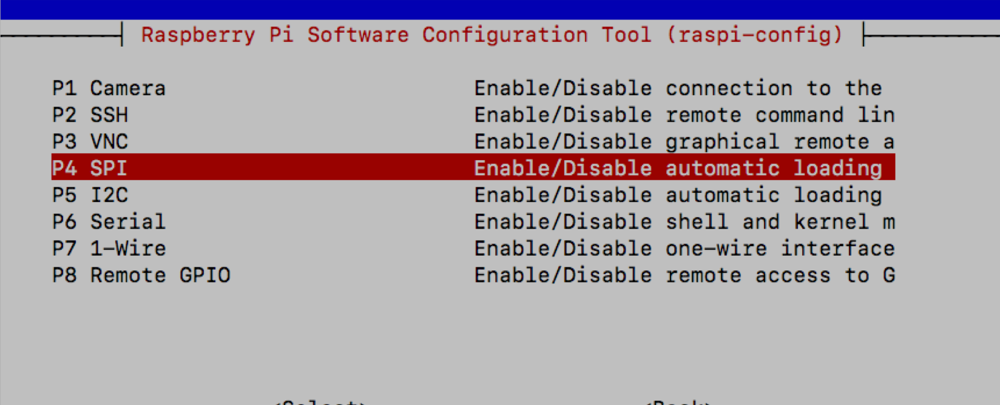 Raspberry Pi Software Configuration Tool (raspi-config)
P1 Camera Enable/Disable connection to the
P2 SSH Enable/Disable remote command lin
P3 VNC Enable/Disable graphical remote a
P4 SPI Enable/Disable automatic loading
P5 I2C Enable/Disable automatic loading
P6 Serial Enable/Disable shell and kernel m
P7 1-Wire Enable/Disable one-wire interface
P8 Remote GPIO Enable/Disable remote access to G
<Select> <Back>